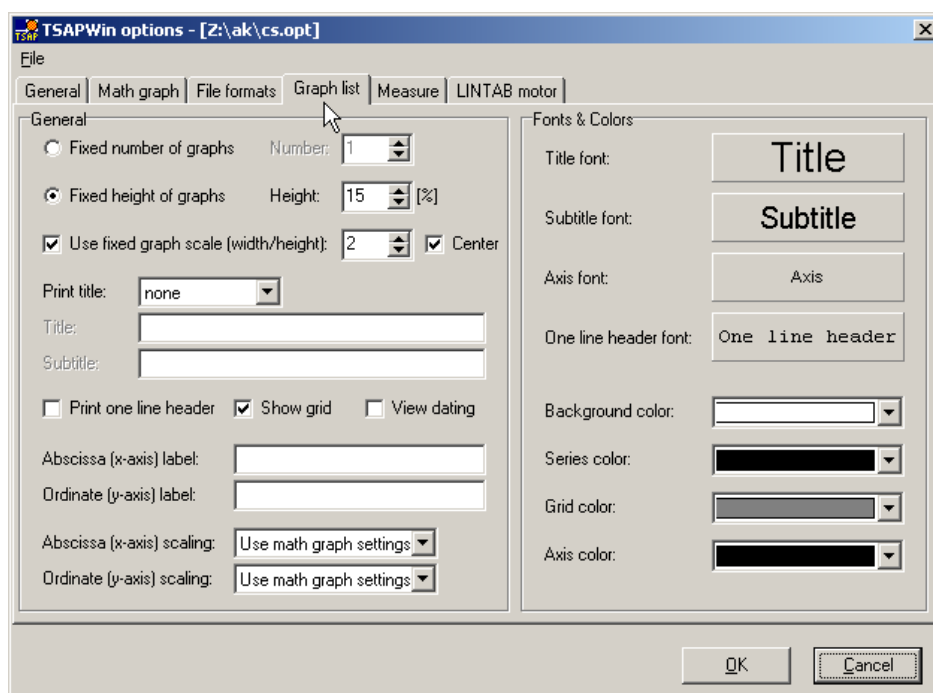 TSAPWin options - [Z:\ak\cs.opt]
File
General Math graph File formats Graph list Measure LINTAB motor
General
Fixed number of graphs Number: 1
Fixed height of graphs Height: 15 [%]
Use fixed graph scale (width/height): 2 Center
Print title: none
Title:
Subtitle:
Print one line header Show grid View dating
Abscissa (x-axis) label:
Ordinate (y-axis) label:
Abscissa (x-axis) scaling: Use math graph settings
Ordinate (y-axis) scaling: Use math graph settings
Fonts & Colors
Title font: Title
Subtitle font: Subtitle
Axis font: Axis
One line header font: One line header
Background color:
Series color:
Grid color:
Axis color:
OK Cancel